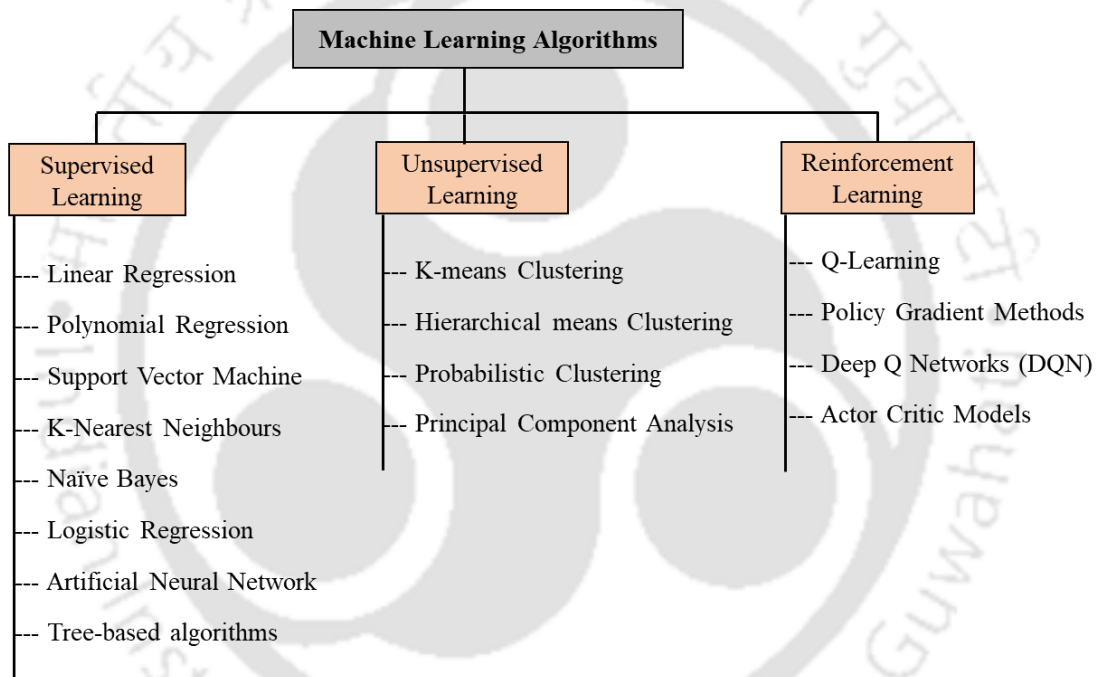 Machine Learning Algorithms
Supervised
Learning
--- Linear Regression
--- Polynomial Regression
--- Support Vector Machine
--- K-Nearest Neighbours
--- Naïve Bayes
--- Logistic Regression
--- Artificial Neural Network
--- Tree-based algorithms
Unsupervised
Learning
--- K-means Clustering
--- Hierarchical means Clustering
--- Probabilistic Clustering
--- Principal Component Analysis
Reinforcement
Learning
--- Q-Learning
--- Policy Gradient Methods
--- Deep Q Networks (DQN)
--- Actor Critic Models
Indian
Guwahati